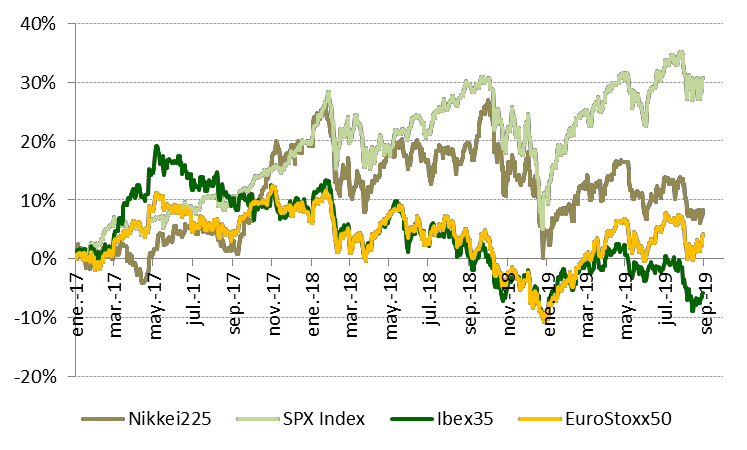 40%
30%
20%
10%
0%
-10%
-20%
ene.-17
mar.-17
may.-17
jul.-17
sep.-17
nov.-17
ene.-18
mar.-18
may.-18
jul.-18
sep.-18
nov.-18
ene.-19
mar.-19
may.-19
jul.-19
sep.-19
Nikkei225
SPX Index
Ibex35
EuroStoxx50